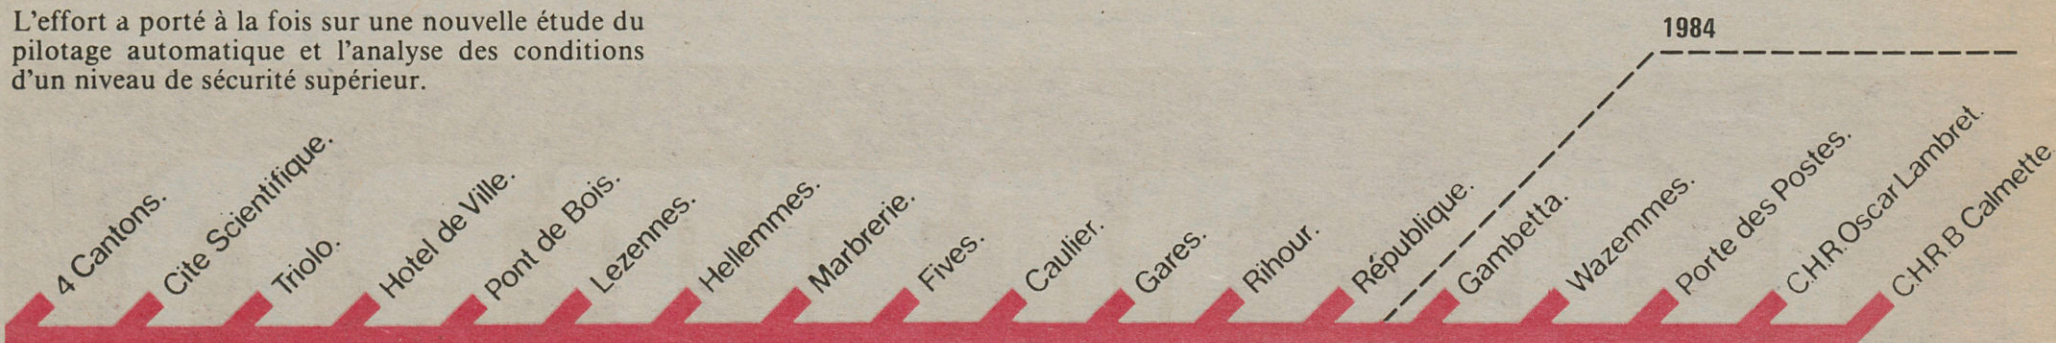 L'effort a porté à la fois sur une nouvelle étude du
pilotage automatique et l'analyse des conditions
d'un niveau de sécurité supérieur.
1984
4 Cantons.
Cite Scientifique.
Triolo.
Hotel de Ville.
Pont de Bois.
Lezennes.
Hellemmes.
Marbrerie.
Fives.
Caulier.
Gares.
Rihour.
République.
Gambetta.
Wazemmes.
Porte des Postes.
C.H.R. Oscar Lambret.
C.H.R. B Calmette